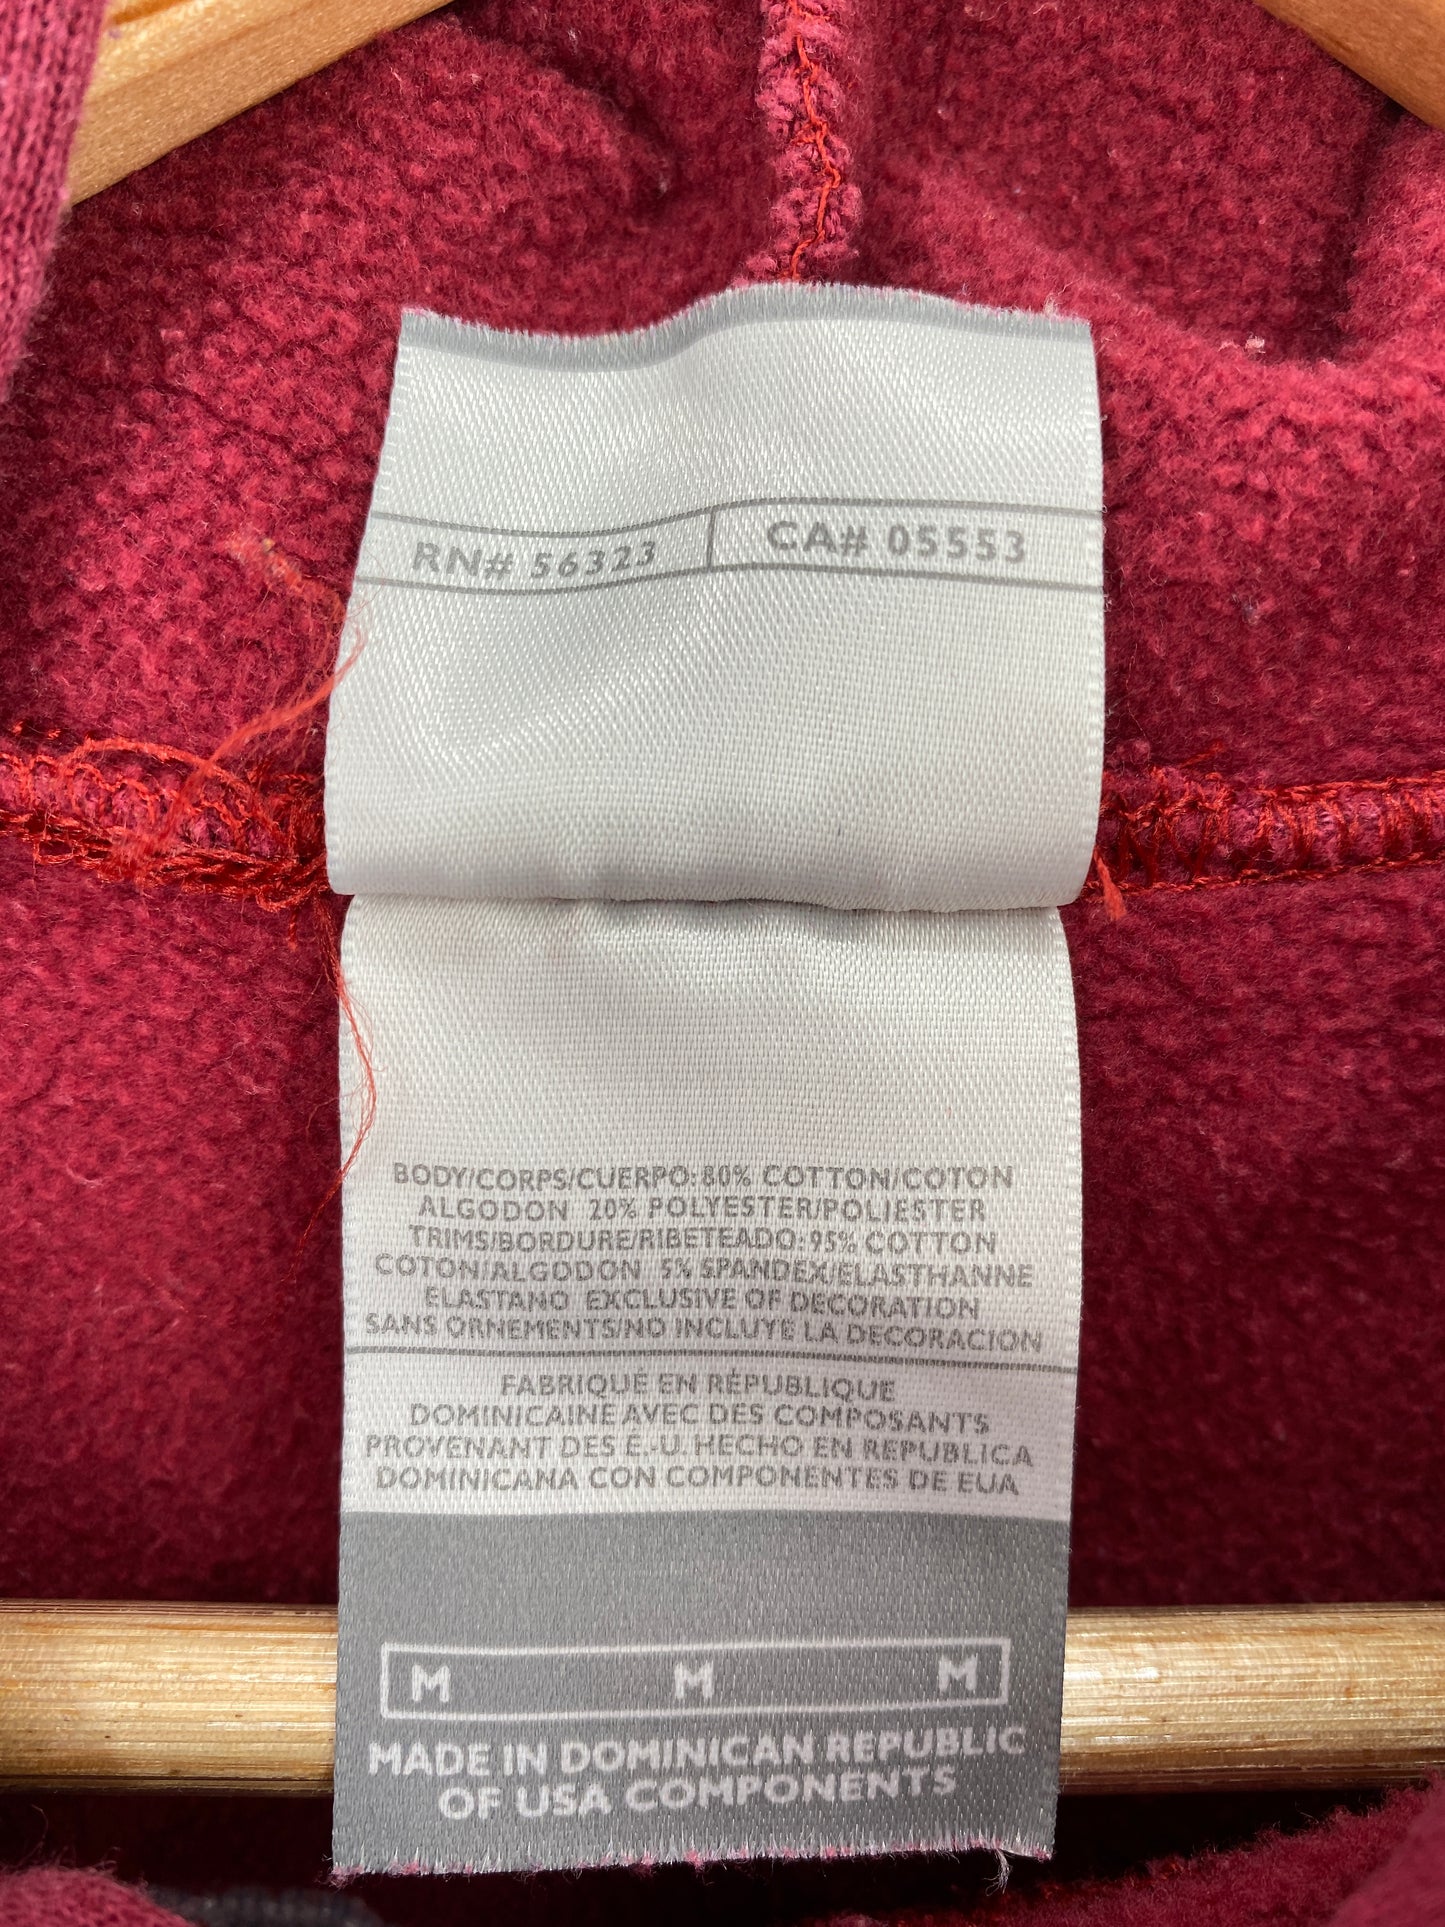 RN# 56323 CA# 05553
BODY/CORPS/CUERPO: 80% COTTON/COTON
ALGODON 20% POLYESTER/POLIESTER
TRIMS/BORDURE/RIBETEADO: 95% COTTON
COTON/ALGODON 5% SPANDEX/ELASTHANNE
ELASTANO EXCLUSIVE OF DECORATION
SANS ORNEMENTS/NO INCLUYE LA DECORACION
FABRIQUÉ EN RÉPUBLIQUE
DOMINICAINE AVEC DES COMPOSANTS
PROVENANT DES É.-U. HECHO EN REPUBLICA
DOMINICANA CON COMPONENTES DE EUA
M M M
MADE IN DOMINICAN REPUBLIC
OF USA COMPONENTS